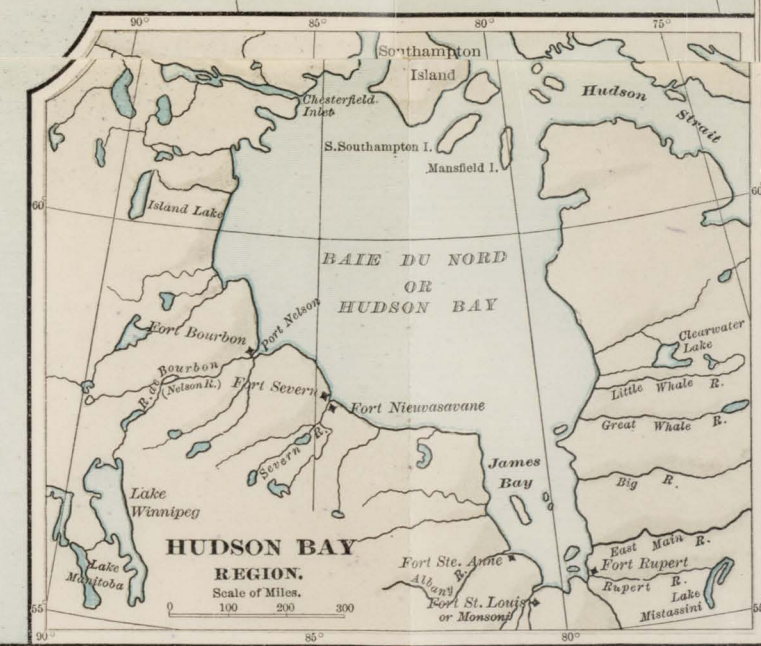 90°
85°
80°
75°
Southampton
Island
Chesterfield
Inlet
Hudson
Strait
S. Southampton I.
Mansfield I.
60
60
Island Lake
BAIE DU NORD
OR
HUDSON BAY
Port Nelson
Fort Bourbon
R. de Bourbon
(Nelson R.)
Fort Severn
Fort Nieuwasavane
Severn R.
Clearwater
Lake
Little Whale R.
Great Whale R.
James
Bay
Big R.
Lake
Winnipeg
HUDSON BAY
REGION.
Scale of Miles.
0 100 200 300
Lake
Manitoba
East Main R.
Fort Ste. Anne
Albany R.
Fort Rupert
Rupert R.
Lake
Mistassini
Fort St. Louis
or Monsoni
55
55
90°
85°
80°